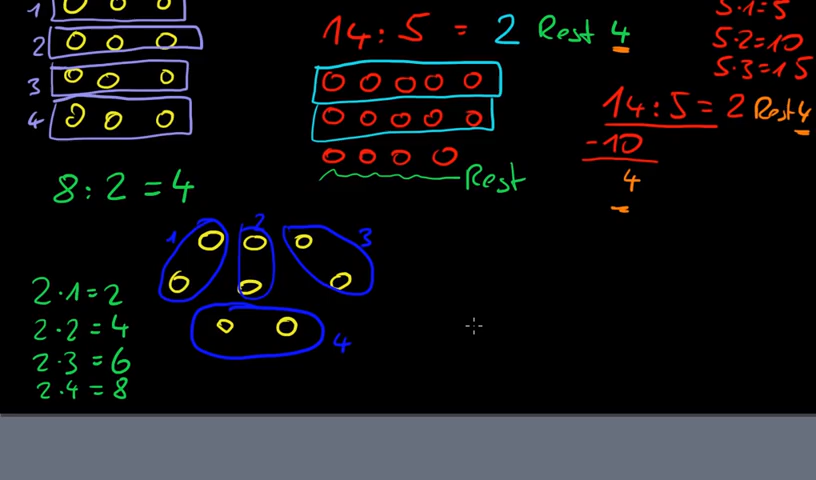 1
2
3
4
8 : 2 = 4
1 2 3
4
2 · 1 = 2
2 · 2 = 4
2 · 3 = 6
2 · 4 = 8
14 : 5 = 2 Rest 4
Rest
5 · 1 = 5
5 · 2 = 10
5 · 3 = 15
14 : 5 = 2 Rest 4
-10
4